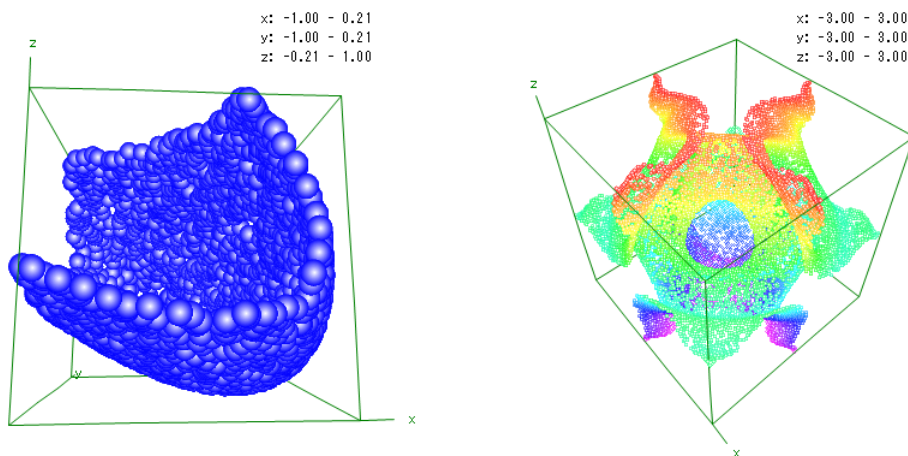 x: -1.00 - 0.21
y: -1.00 - 0.21
z: -0.21 - 1.00
z
y
x
x: -3.00 - 3.00
y: -3.00 - 3.00
z: -3.00 - 3.00
z
x